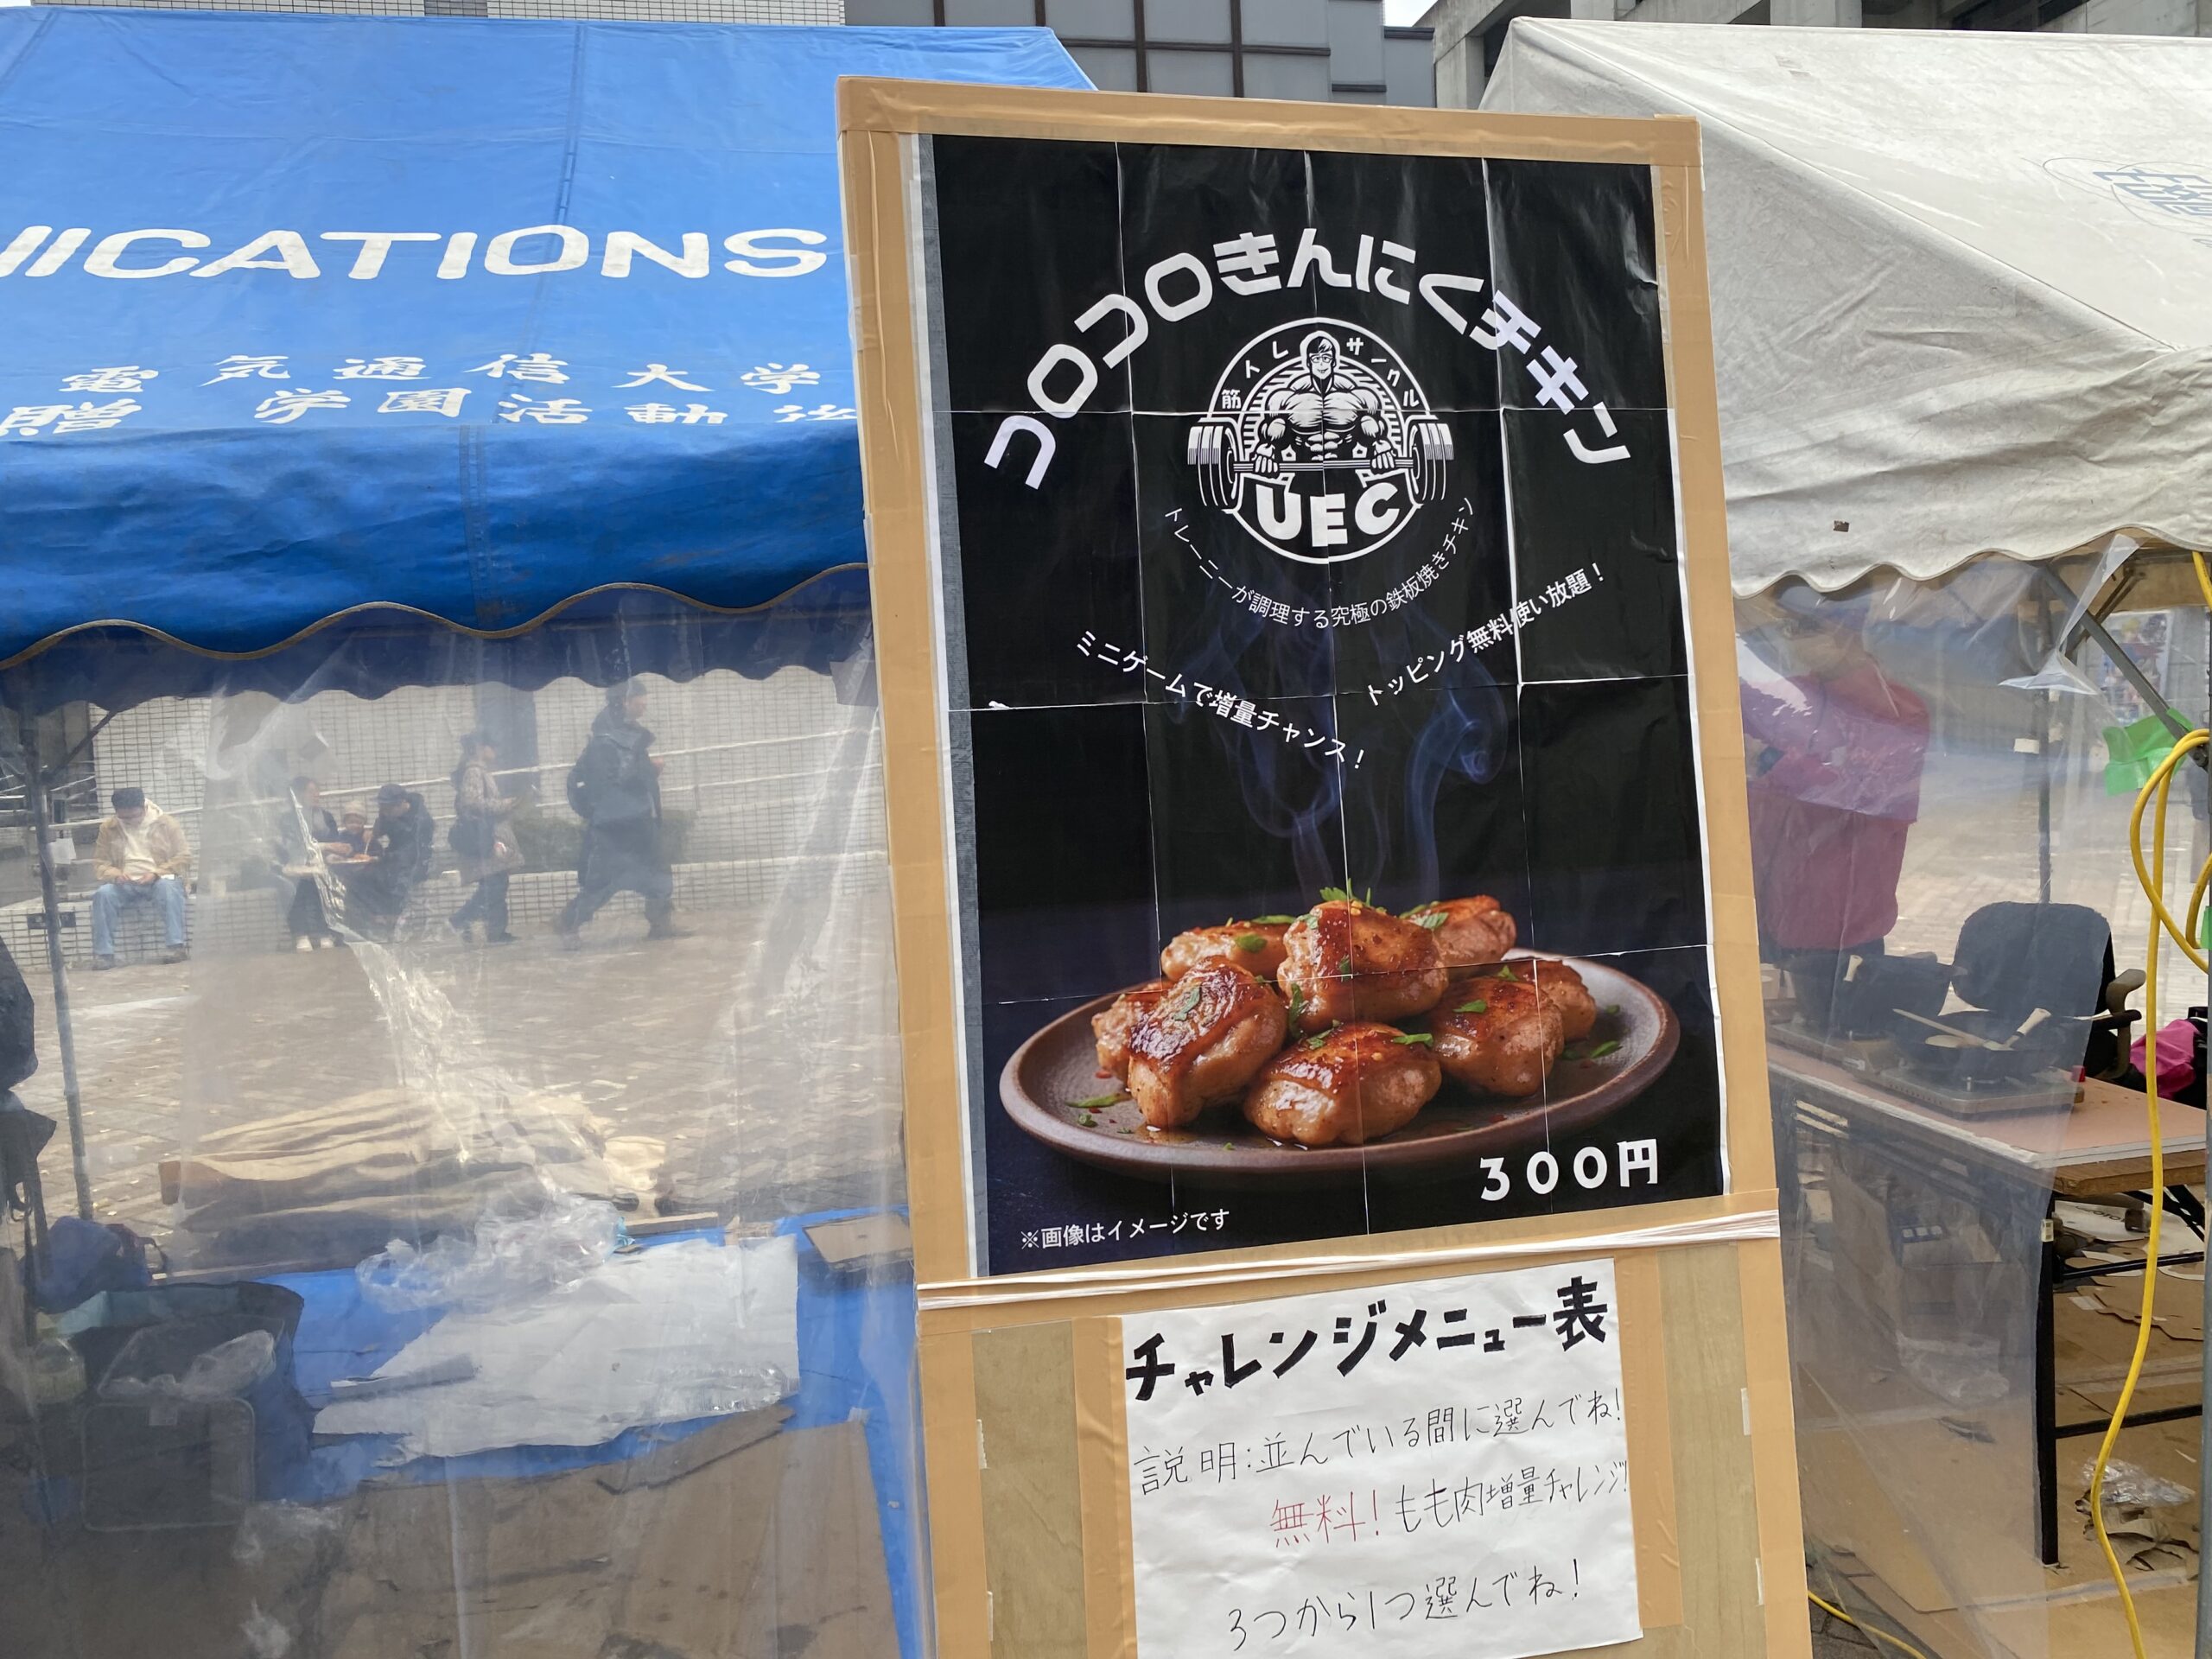 ICATIONS
電気通信大学
贈 学園活動
コロコロきんにくチキン
筋トレサークル
UEC
トレーニーが調理する究極の鉄板焼きチキン
ミニゲームで増量チャンス！
トッピング無料使い放題！
300円
※画像はイメージです
チャレンジメニュー表
説明:並んでいる間に選んでね!
無料! もも肉増量チャレンジ!
3つから1つ選んでね!